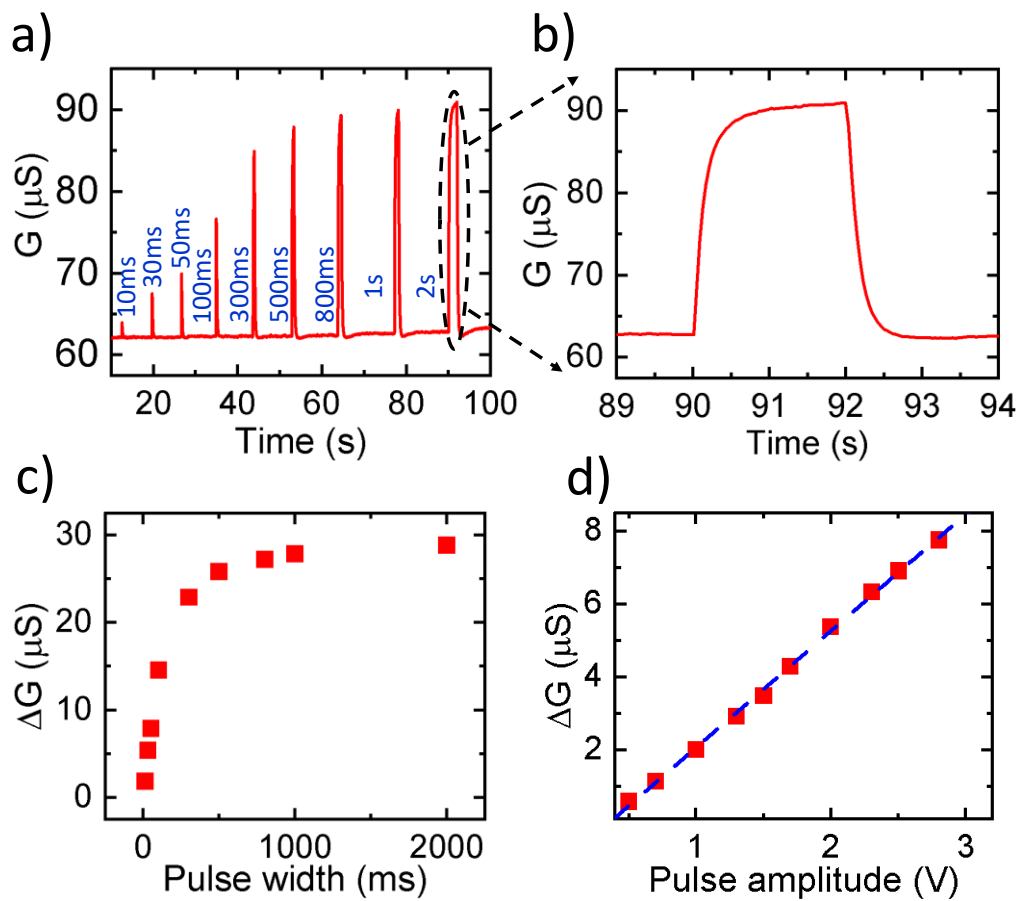 a)
90
80
70
60
G (μS)
10ms
30ms
50ms
100ms
300ms
500ms
800ms
1s
2s
20 40 60 80 100
Time (s)
b)
90
80
70
60
G (μS)
89 90 91 92 93 94
Time (s)
c)
30
20
10
0
ΔG (μS)
0 1000 2000
Pulse width (ms)
d)
8
6
4
2
ΔG (μS)
1 2 3
Pulse amplitude (V)